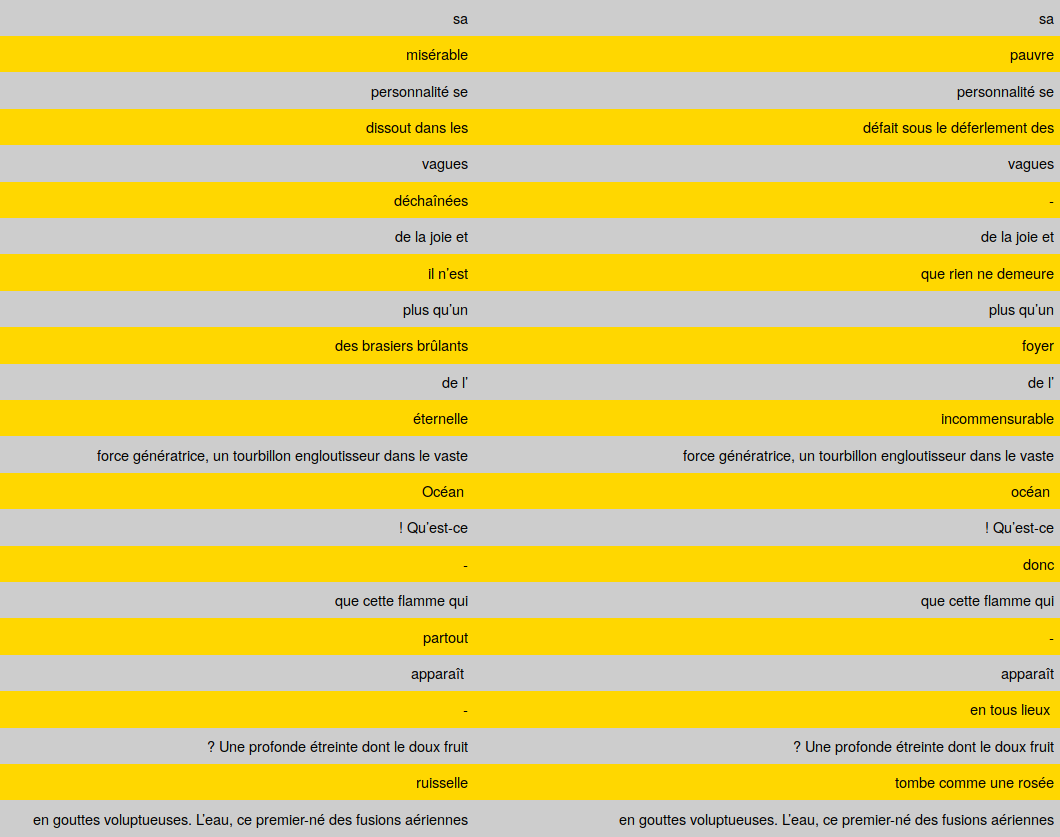 sa sa
misérable pauvre
personnalité se personnalité se
dissout dans les défait sous le déferlement des
vagues vagues
déchaînées -
de la joie et de la joie et
il n’est que rien ne demeure
plus qu’un plus qu’un
des brasiers brûlants foyer
de l’ de l’
éternelle incommensurable
force génératrice, un tourbillon engloutisseur dans le vaste force génératrice, un tourbillon engloutisseur dans le vaste
Océan océan
! Qu’est-ce ! Qu’est-ce
- donc
que cette flamme qui que cette flamme qui
partout -
apparaît apparaît
- en tous lieux
? Une profonde étreinte dont le doux fruit ? Une profonde étreinte dont le doux fruit
ruisselle tombe comme une rosée
en gouttes voluptueuses. L’eau, ce premier-né des fusions aériennes en gouttes voluptueuses. L’eau, ce premier-né des fusions aériennes